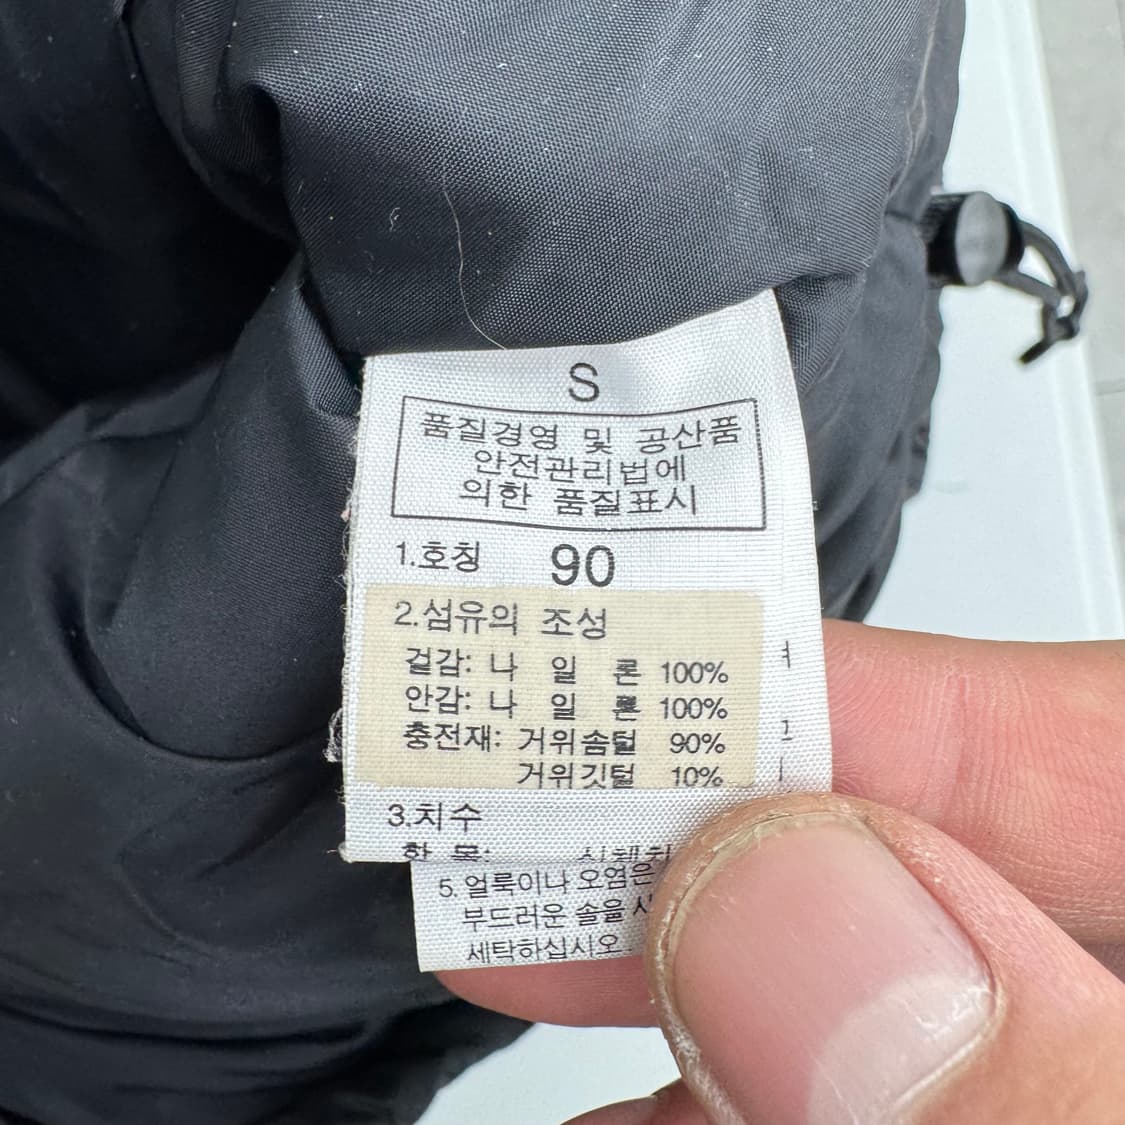 S
품질경영 및 공산품
안전관리법에
의한 품질표시
1.호칭 90
2.섬유의 조성
겉감: 나 일 론 100%
안감: 나 일 론 100%
충전재: 거위솜털 90%
거위깃털 10%
3.치수
항 목:
5. 얼룩이나 오염은
부드러운 솔을
세탁하십시오